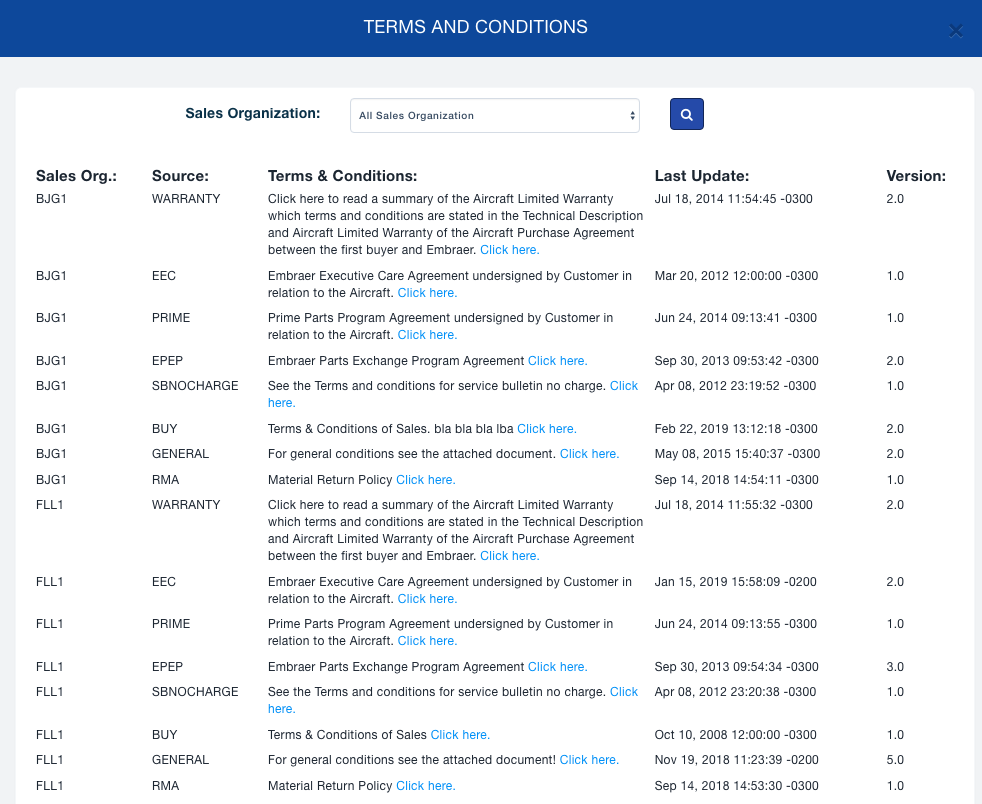 TERMS AND CONDITIONS
Sales Organization: All Sales Organization
Sales Org.: Source: Terms & Conditions: Last Update: Version:
BJG1 WARRANTY Click here to read a summary of the Aircraft Limited Warranty Jul 18, 2014 11:54:45 -0300 2.0
which terms and conditions are stated in the Technical Description
and Aircraft Limited Warranty of the Aircraft Purchase Agreement
between the first buyer and Embraer. Click here.
BJG1 EEC Embraer Executive Care Agreement undersigned by Customer in Mar 20, 2012 12:00:00 -0300 1.0
relation to the Aircraft. Click here.
BJG1 PRIME Prime Parts Program Agreement undersigned by Customer in Jun 24, 2014 09:13:41 -0300 1.0
relation to the Aircraft. Click here.
BJG1 EPEP Embraer Parts Exchange Program Agreement Click here. Sep 30, 2013 09:53:42 -0300 2.0
BJG1 SBNOCHARGE See the Terms and conditions for service bulletin no charge. Click Apr 08, 2012 23:19:52 -0300 1.0
here.
BJG1 BUY Terms & Conditions of Sales. bla bla bla lba Click here. Feb 22, 2019 13:12:18 -0300 2.0
BJG1 GENERAL For general conditions see the attached document. Click here. May 08, 2015 15:40:37 -0300 2.0
BJG1 RMA Material Return Policy Click here. Sep 14, 2018 14:54:11 -0300 1.0
FLL1 WARRANTY Click here to read a summary of the Aircraft Limited Warranty Jul 18, 2014 11:55:32 -0300 2.0
which terms and conditions are stated in the Technical Description
and Aircraft Limited Warranty of the Aircraft Purchase Agreement
between the first buyer and Embraer. Click here.
FLL1 EEC Embraer Executive Care Agreement undersigned by Customer in Jan 15, 2019 15:58:09 -0200 2.0
relation to the Aircraft. Click here.
FLL1 PRIME Prime Parts Program Agreement undersigned by Customer in Jun 24, 2014 09:13:55 -0300 1.0
relation to the Aircraft. Click here.
FLL1 EPEP Embraer Parts Exchange Program Agreement Click here. Sep 30, 2013 09:54:34 -0300 3.0
FLL1 SBNOCHARGE See the Terms and conditions for service bulletin no charge. Click Apr 08, 2012 23:20:38 -0300 1.0
here.
FLL1 BUY Terms & Conditions of Sales Click here. Oct 10, 2008 12:00:00 -0300 1.0
FLL1 GENERAL For general conditions see the attached document! Click here. Nov 19, 2018 11:23:39 -0200 5.0
FLL1 RMA Material Return Policy Click here. Sep 14, 2018 14:53:30 -0300 1.0